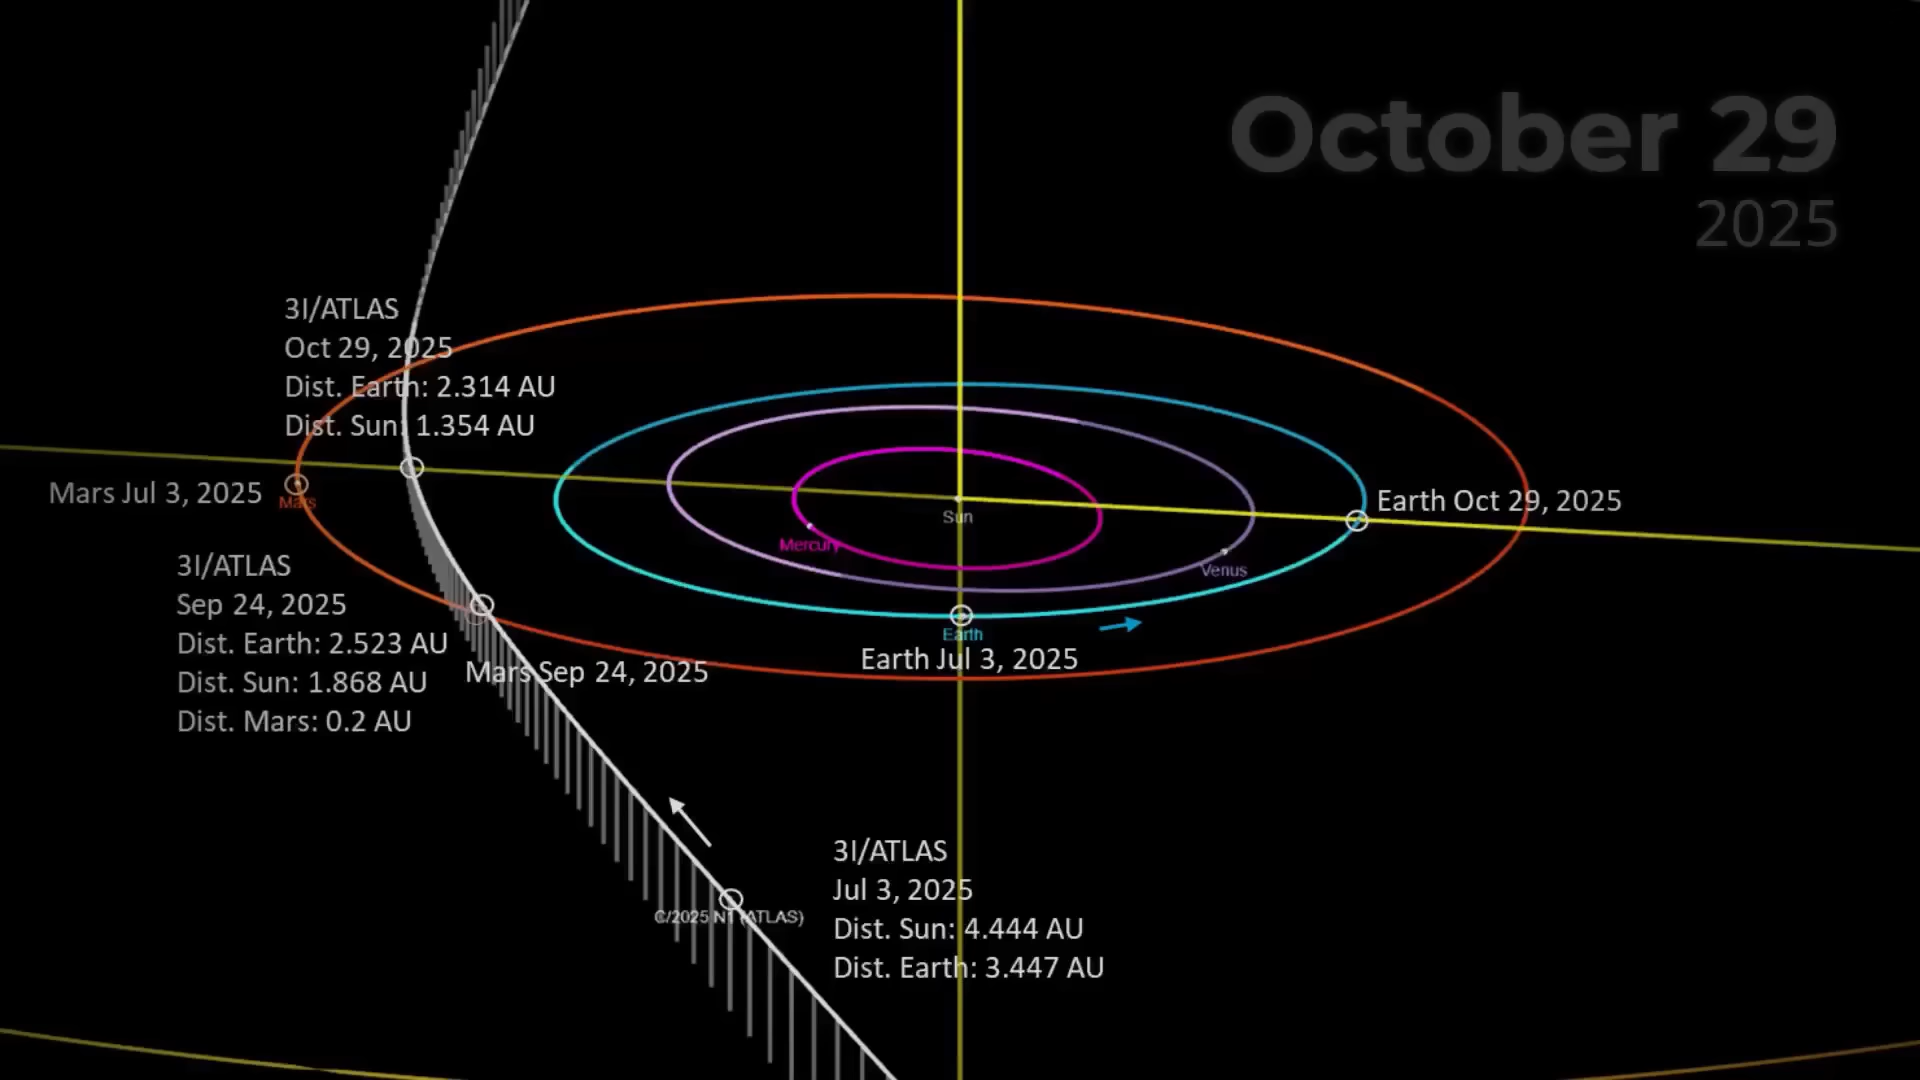 October 29
2025
3I/ATLAS
Oct 29, 2025
Dist. Earth: 2.314 AU
Dist. Sun: 1.354 AU
Mars Jul 3, 2025
Mars
Sun
Earth Oct 29, 2025
Mercury
Venus
3I/ATLAS
Sep 24, 2025
Dist. Earth: 2.523 AU
Dist. Sun: 1.868 AU
Dist. Mars: 0.2 AU
Mars Sep 24, 2025
Earth
Earth Jul 3, 2025
C/2025 N1 (ATLAS)
3I/ATLAS
Jul 3, 2025
Dist. Sun: 4.444 AU
Dist. Earth: 3.447 AU